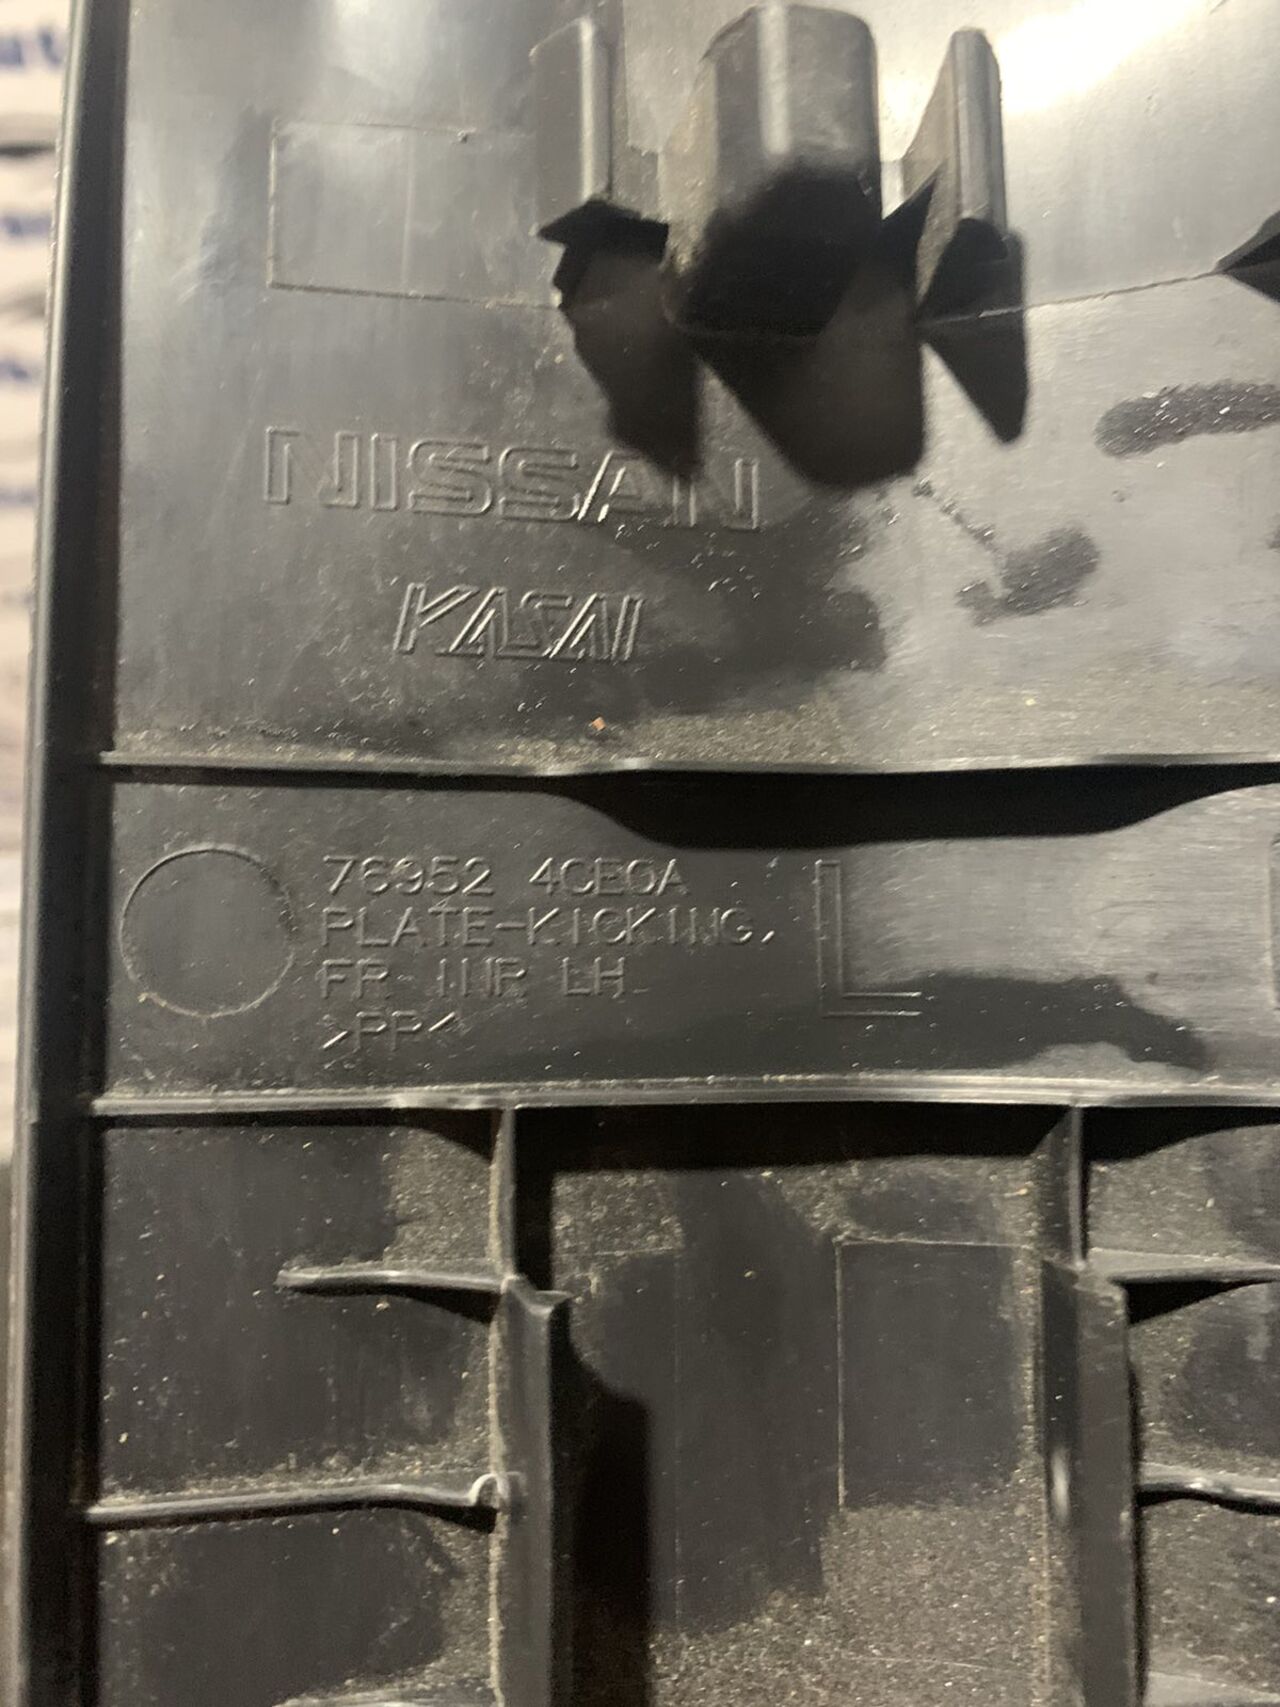 NISSAN
KASAI
76952 4CE0A
PLATE-KICKING,
FR INR LH
>PP<
L